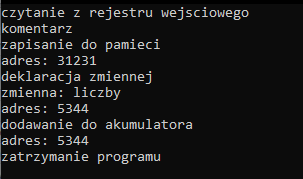 czytanie z rejestru wejsciowego
komentarz
zapisanie do pamieci
adres: 31231
deklaracja zmiennej
zmienna: liczby
adres: 5344
dodawanie do akumulatora
adres: 5344
zatrzymanie programu